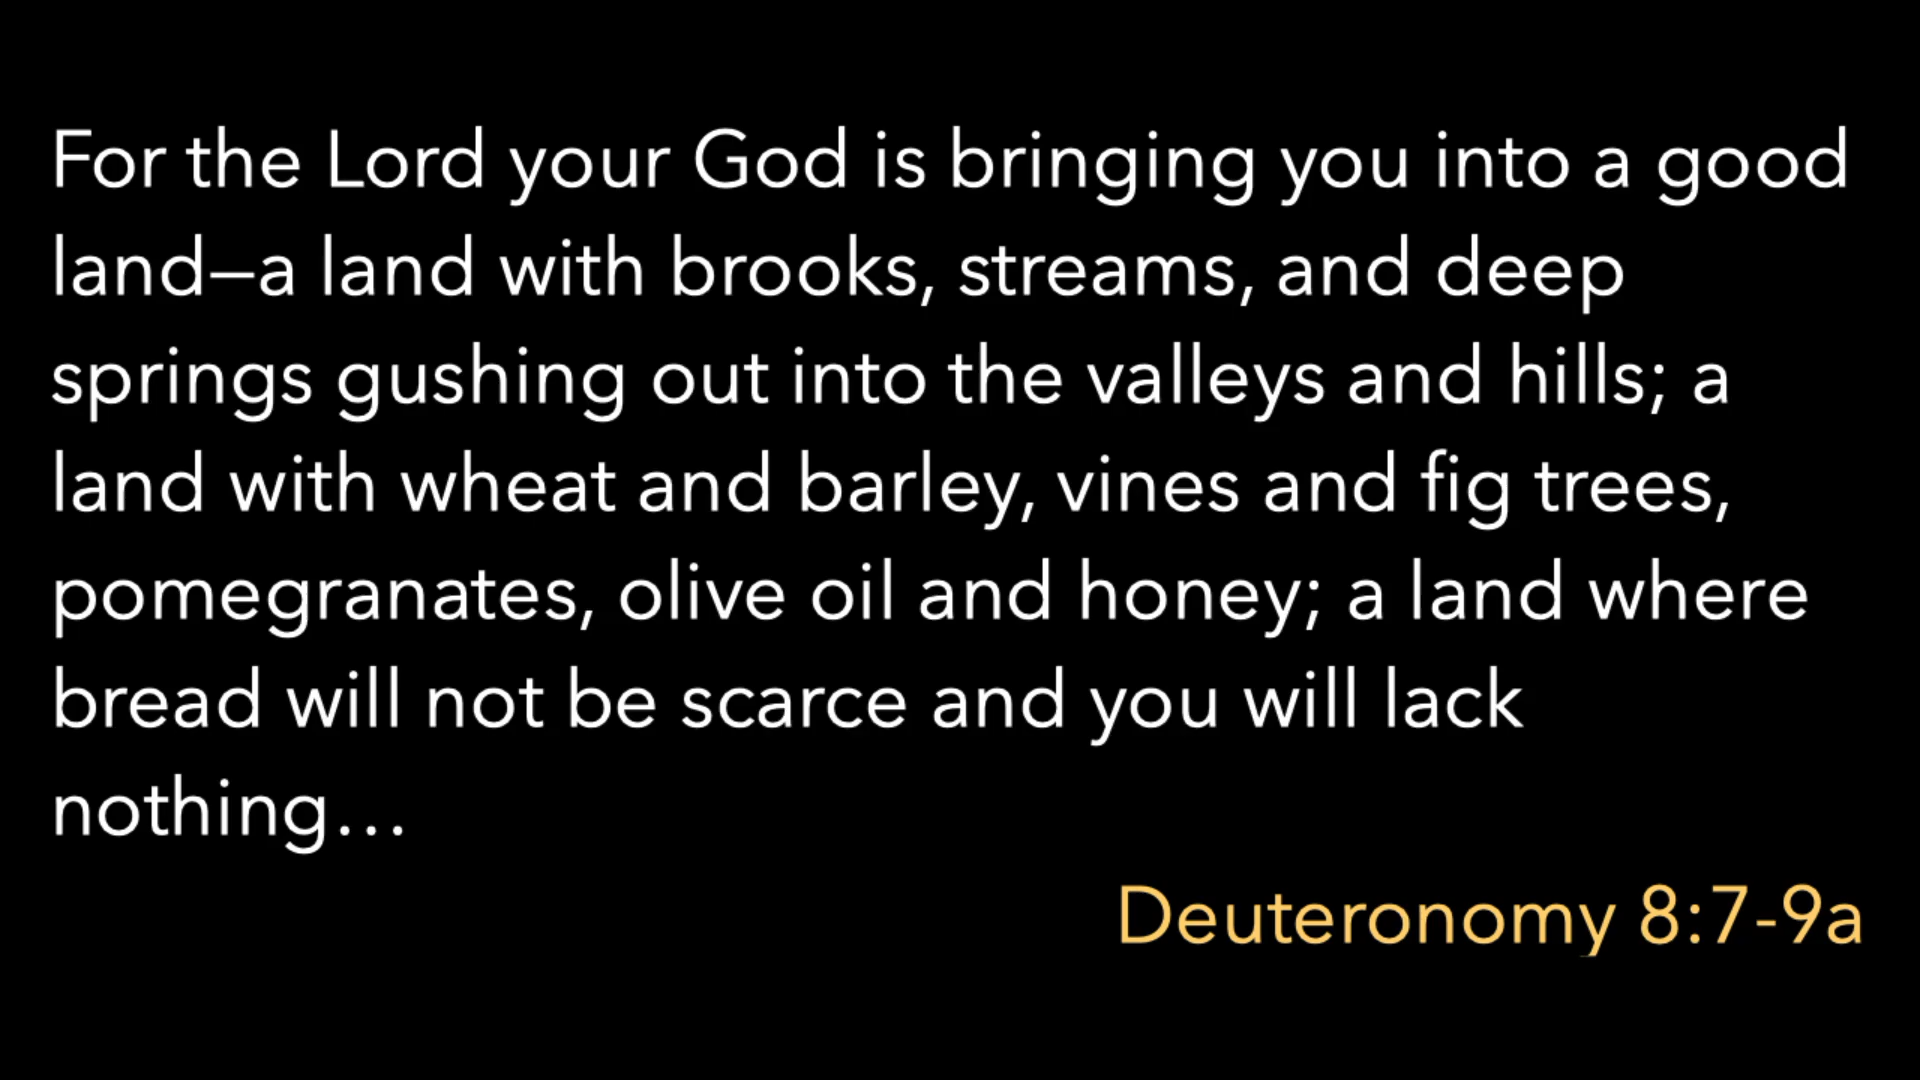 For the Lord your God is bringing you into a good
land—a land with brooks, streams, and deep
springs gushing out into the valleys and hills; a
land with wheat and barley, vines and fig trees,
pomegranates, olive oil and honey; a land where
bread will not be scarce and you will lack
nothing…
Deuteronomy 8:7-9a